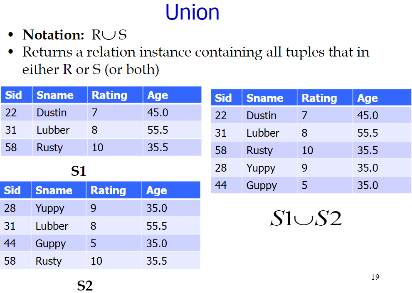 Union
• Notation: R∪S
• Returns a relation instance containing all tuples that in
either R or S (or both)
Sid Sname Rating Age
22 Dustin 7 45.0
31 Lubber 8 55.5
58 Rusty 10 35.5
S1
Sid Sname Rating Age
28 Yuppy 9 35.0
31 Lubber 8 55.5
44 Guppy 5 35.0
58 Rusty 10 35.5
S2
Sid Sname Rating Age
22 Dustin 7 45.0
31 Lubber 8 55.5
58 Rusty 10 35.5
28 Yuppy 9 35.0
44 Guppy 5 35.0
S1∪S2
19